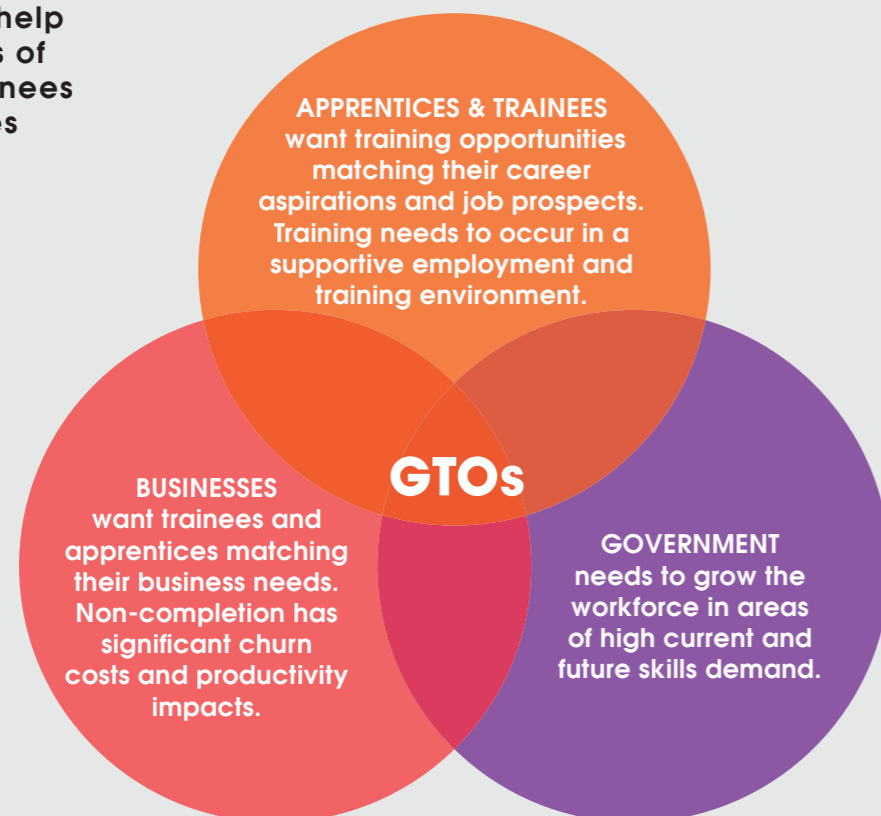 help
s of
nees
es
APPRENTICES & TRAINEES
want training opportunities
matching their career
aspirations and job prospects.
Training needs to occur in a
supportive employment and
training environment.
GTOs
BUSINESSES
want trainees and
apprentices matching
their business needs.
Non-completion has
significant churn
costs and productivity
impacts.
GOVERNMENT
needs to grow the
workforce in areas
of high current and
future skills demand.